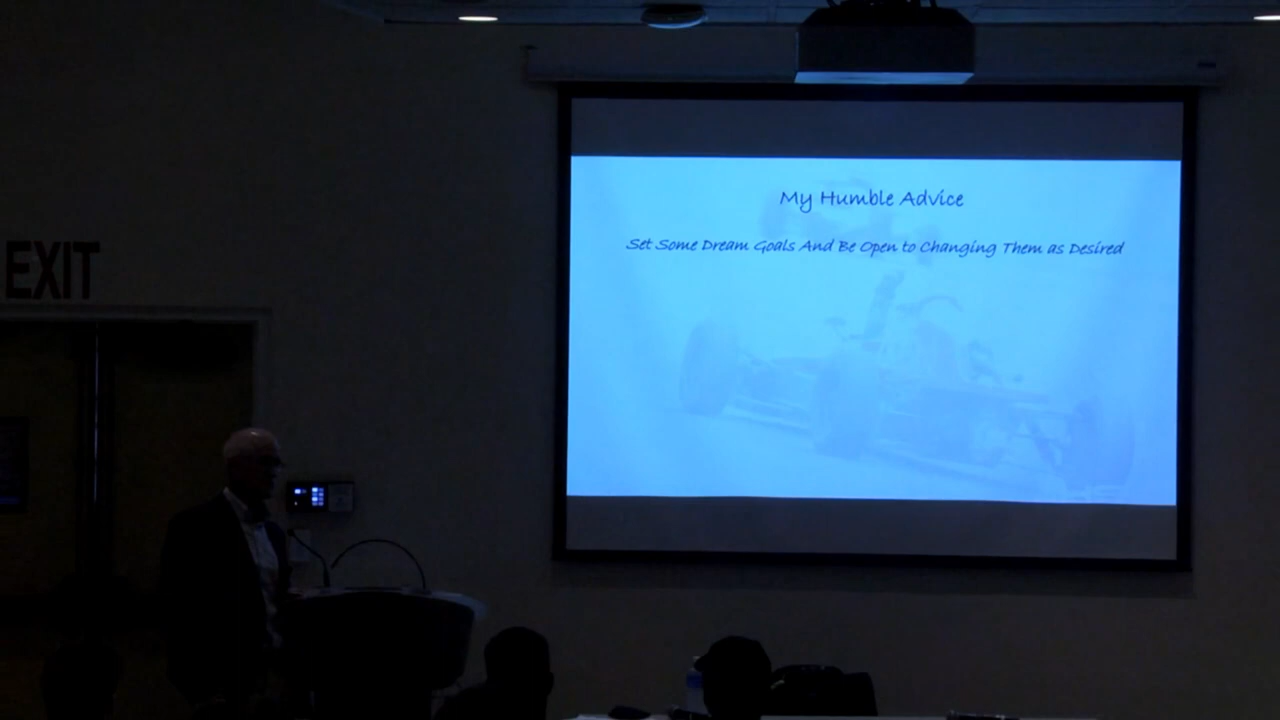 My Humble Advice
Set Some Dream Goals And Be Open to Changing Them as Desired
EXIT